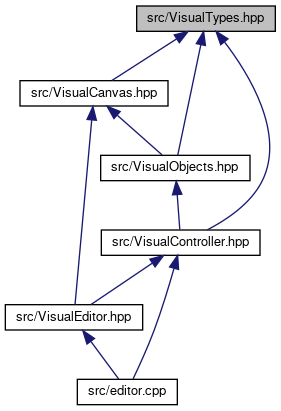 src/VisualTypes.hpp
src/VisualCanvas.hpp
src/VisualObjects.hpp
src/VisualController.hpp
src/VisualEditor.hpp
src/editor.cpp